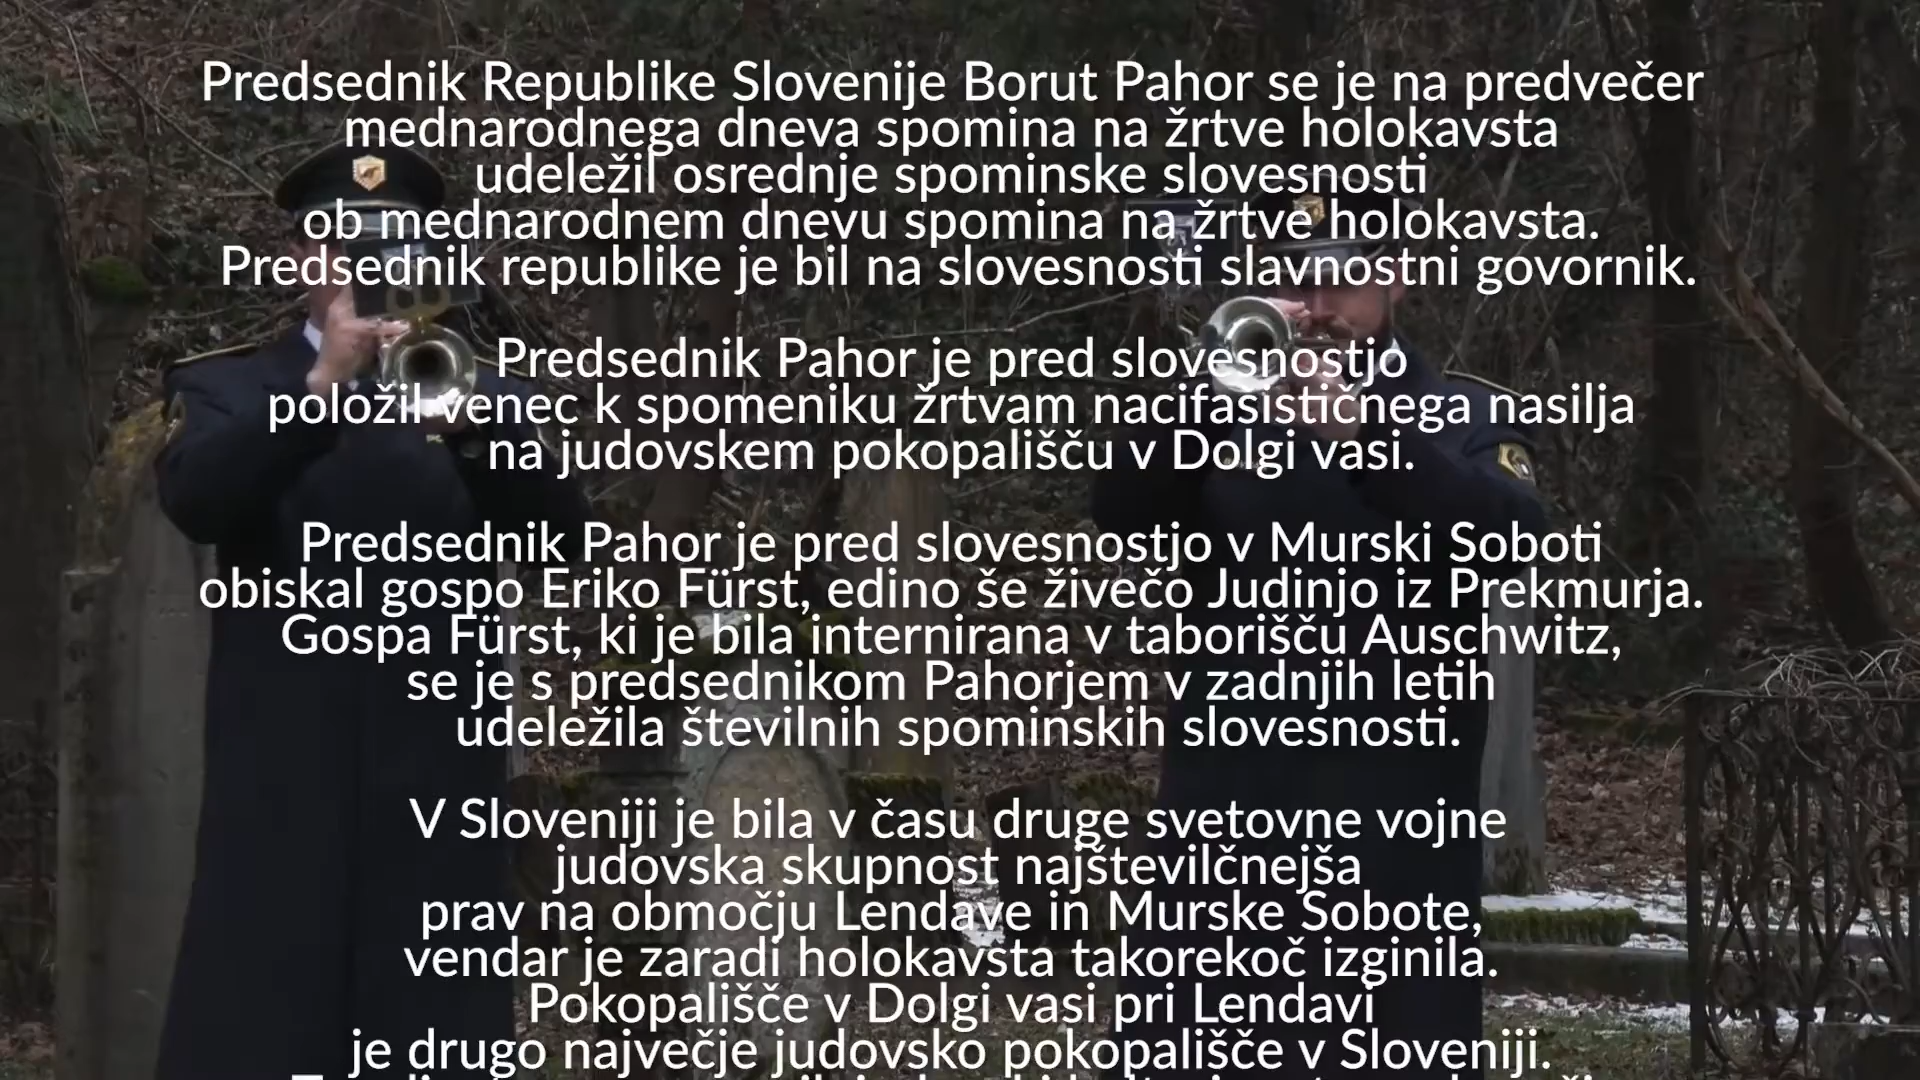 Predsednik Republike Slovenije Borut Pahor se je na predvečer
mednarodnega dneva spomina na žrtve holokavsta
udeležil osrednje spominske slovesnosti
ob mednarodnem dnevu spomina na žrtve holokavsta.
Predsednik republike je bil na slovesnosti slavnostni govornik.
Predsednik Pahor je pred slovesnostjo
položil venec k spomeniku žrtvam nacifasističnega nasilja
na judovskem pokopališču v Dolgi vasi.
Predsednik Pahor je pred slovesnostjo v Murski Soboti
obiskal gospo Eriko Fürst, edino še živečo Judinjo iz Prekmurja.
Gospa Fürst, ki je bila internirana v taborišču Auschwitz,
se je s predsednikom Pahorjem v zadnjih letih
udeležila številnih spominskih slovesnosti.
V Sloveniji je bila v času druge svetovne vojne
judovska skupnost najštevilčnejša
prav na območju Lendave in Murske Sobote,
vendar je zaradi holokavsta takorekoč izginila.
Pokopališče v Dolgi vasi pri Lendavi
je drugo največje judovsko pokopališče v Sloveniji.